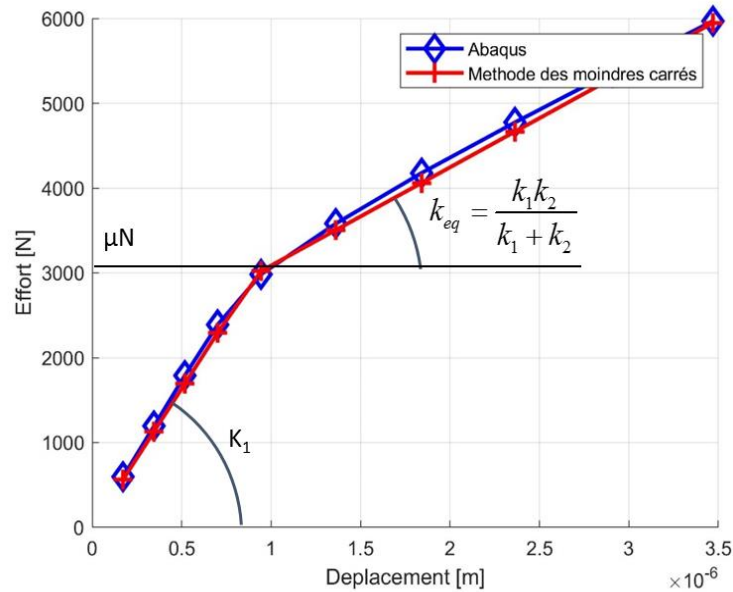 6000
5000
4000
3000
2000
1000
0
Effort [N]
Abaqus
Methode des moindres carrés
μN
k_eq = k_1k_2 / k_1 + k_2
K_1
0 0.5 1 1.5 2 2.5 3 3.5
Deplacement [m]
×10^-6